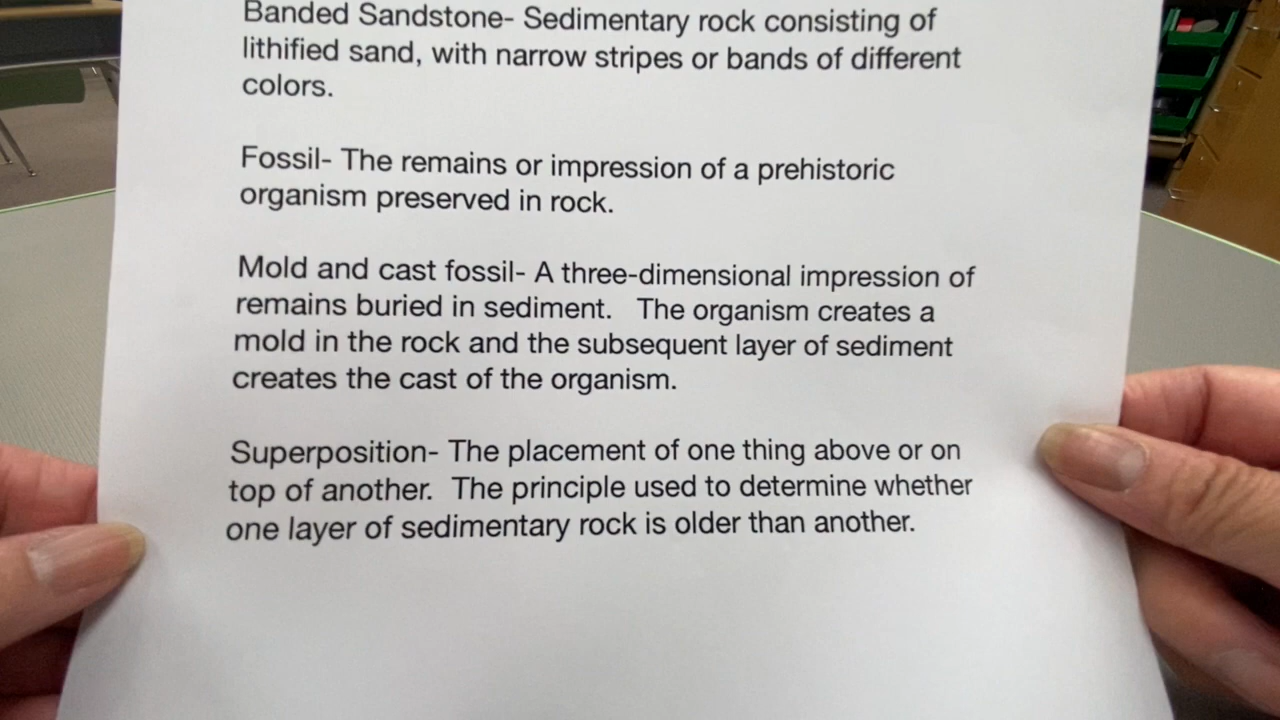 Banded Sandstone- Sedimentary rock consisting of
lithified sand, with narrow stripes or bands of different
colors.
Fossil- The remains or impression of a prehistoric
organism preserved in rock.
Mold and cast fossil- A three-dimensional impression of
remains buried in sediment.   The organism creates a
mold in the rock and the subsequent layer of sediment
creates the cast of the organism.
Superposition- The placement of one thing above or on
top of another.  The principle used to determine whether
one layer of sedimentary rock is older than another.